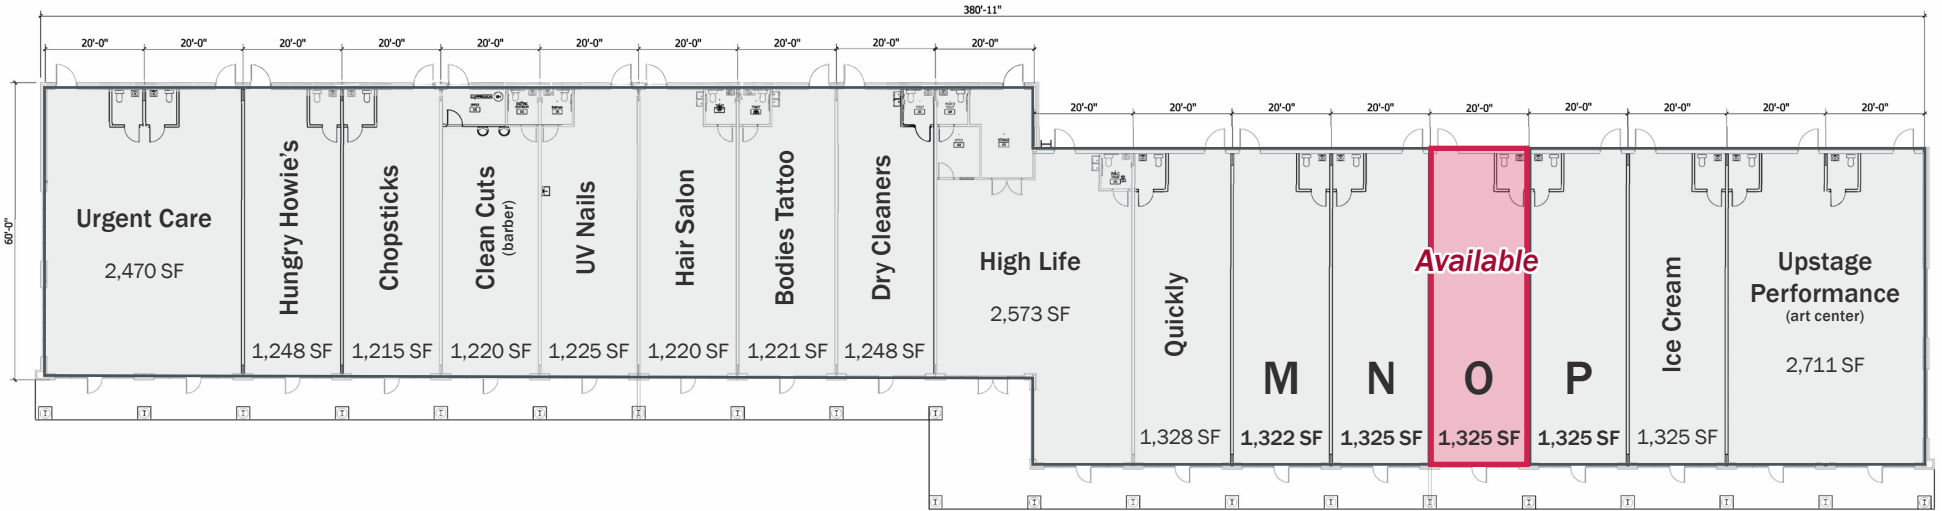 380'-11"
20'-0" 20'-0" 20'-0" 20'-0" 20'-0" 20'-0" 20'-0" 20'-0" 20'-0" 20'-0"
20'-0" 20'-0" 20'-0" 20'-0" 20'-0" 20'-0" 20'-0" 20'-0" 20'-0"
60'-0"
Urgent Care
2,470 SF
Hungry Howie's
1,248 SF
Chopsticks
1,215 SF
Clean Cuts
(barber)
1,220 SF
UV Nails
1,225 SF
Hair Salon
1,220 SF
Bodies Tattoo
1,221 SF
Dry Cleaners
1,248 SF
High Life
2,573 SF
Quickly
1,328 SF
M
1,322 SF
N
1,325 SF
Available
O
1,325 SF
P
1,325 SF
Ice Cream
1,325 SF
Upstage
Performance
(art center)
2,711 SF